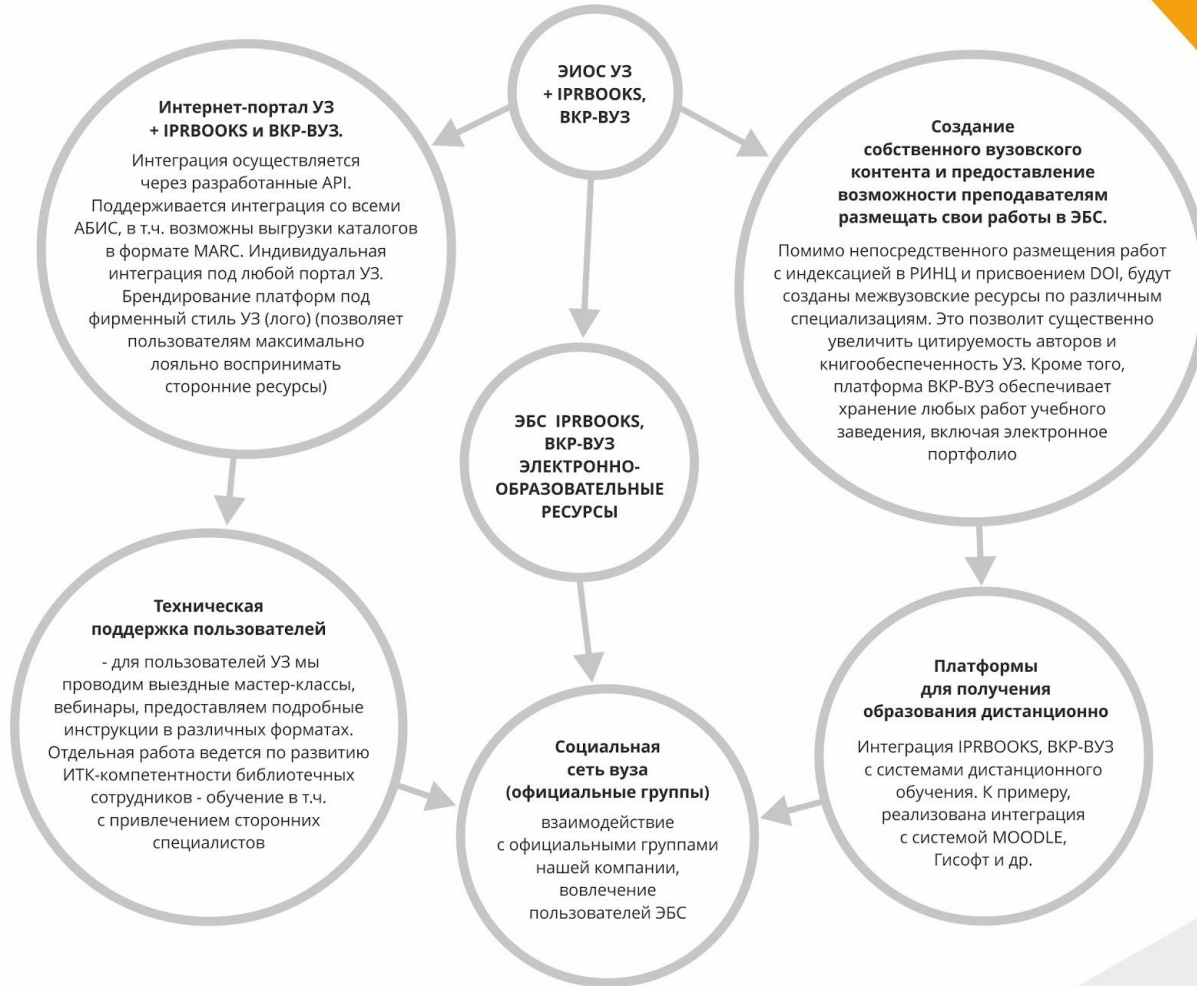 ЭИОС УЗ
+ IPRBOOKS,
ВКР-ВУЗ
Интернет-портал УЗ
+ IPRBOOKS и ВКР-ВУЗ.
Интеграция осуществляется
через разработанные API.
Поддерживается интеграция со всеми
АБИС, в т.ч. возможны выгрузки каталогов
в формате MARC. Индивидуальная
интеграция под любой портал УЗ.
Брендирование платформ под
фирменный стиль УЗ (лого) (позволяет
пользователям максимально
лояльно воспринимать
сторонние ресурсы)
Создание
собственного вузовского
контента и предоставление
возможности преподавателям
размещать свои работы в ЭБС.
Помимо непосредственного размещения работ
с индексацией в РИНЦ и присвоением DOI, будут
созданы межвузовские ресурсы по различным
специализациям. Это позволит существенно
увеличить цитируемость авторов и
книгообеспеченность УЗ. Кроме того,
платформа ВКР-ВУЗ обеспечивает
хранение любых работ учебного
заведения, включая электронное
портфолио
ЭБС IPRBOOKS,
ВКР-ВУЗ
ЭЛЕКТРОННО-
ОБРАЗОВАТЕЛЬНЫЕ
РЕСУРСЫ
Техническая
поддержка пользователей
- для пользователей УЗ мы
проводим выездные мастер-классы,
вебинары, предоставляем подробные
инструкции в различных форматах.
Отдельная работа ведется по развитию
ИТК-компетентности библиотечных
сотрудников - обучение в т.ч.
с привлечением сторонних
специалистов
Социальная
сеть вуза
(официальные группы)
взаимодействие
с официальными группами
нашей компании,
вовлечение
пользователей ЭБС
Платформы
для получения
образования дистанционно
Интеграция IPRBOOKS, ВКР-ВУЗ
с системами дистанционного
обучения. К примеру,
реализована интеграция
с системой MOODLE,
Гисофт и др.